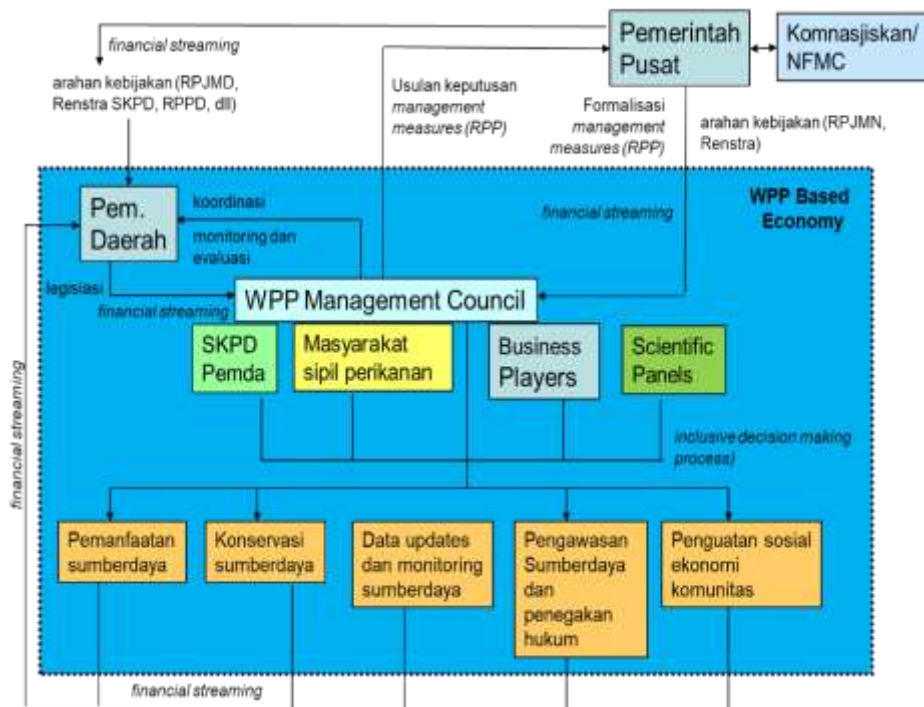 financial streaming
Pemerintah
Pusat
Komnasjiskan/
NFMC
arahan kebijakan (RPJMD,
Renstra SKPD, RPPD, dll)
Usulan keputusan
management
measures (RPP)
Formalisasi
management
measures (RPP)
arahan kebijakan (RPJMN,
Renstra)
WPP Based
Economy
Pem.
Daerah
koordinasi
monitoring dan
evaluasi
financial streaming
legislasi
financial streaming
WPP Management Council
SKPD
Pemda
Masyarakat
sipil perikanan
Business
Players
Scientific
Panels
financial streaming
inclusive decision making
process)
Pemanfaatan
sumberdaya
Konservasi
sumberdaya
Data updates
dan monitoring
sumberdaya
Pengawasan
Sumberdaya
dan
penegakan
hukum
Penguatan sosial
ekonomi
komunitas
financial streaming